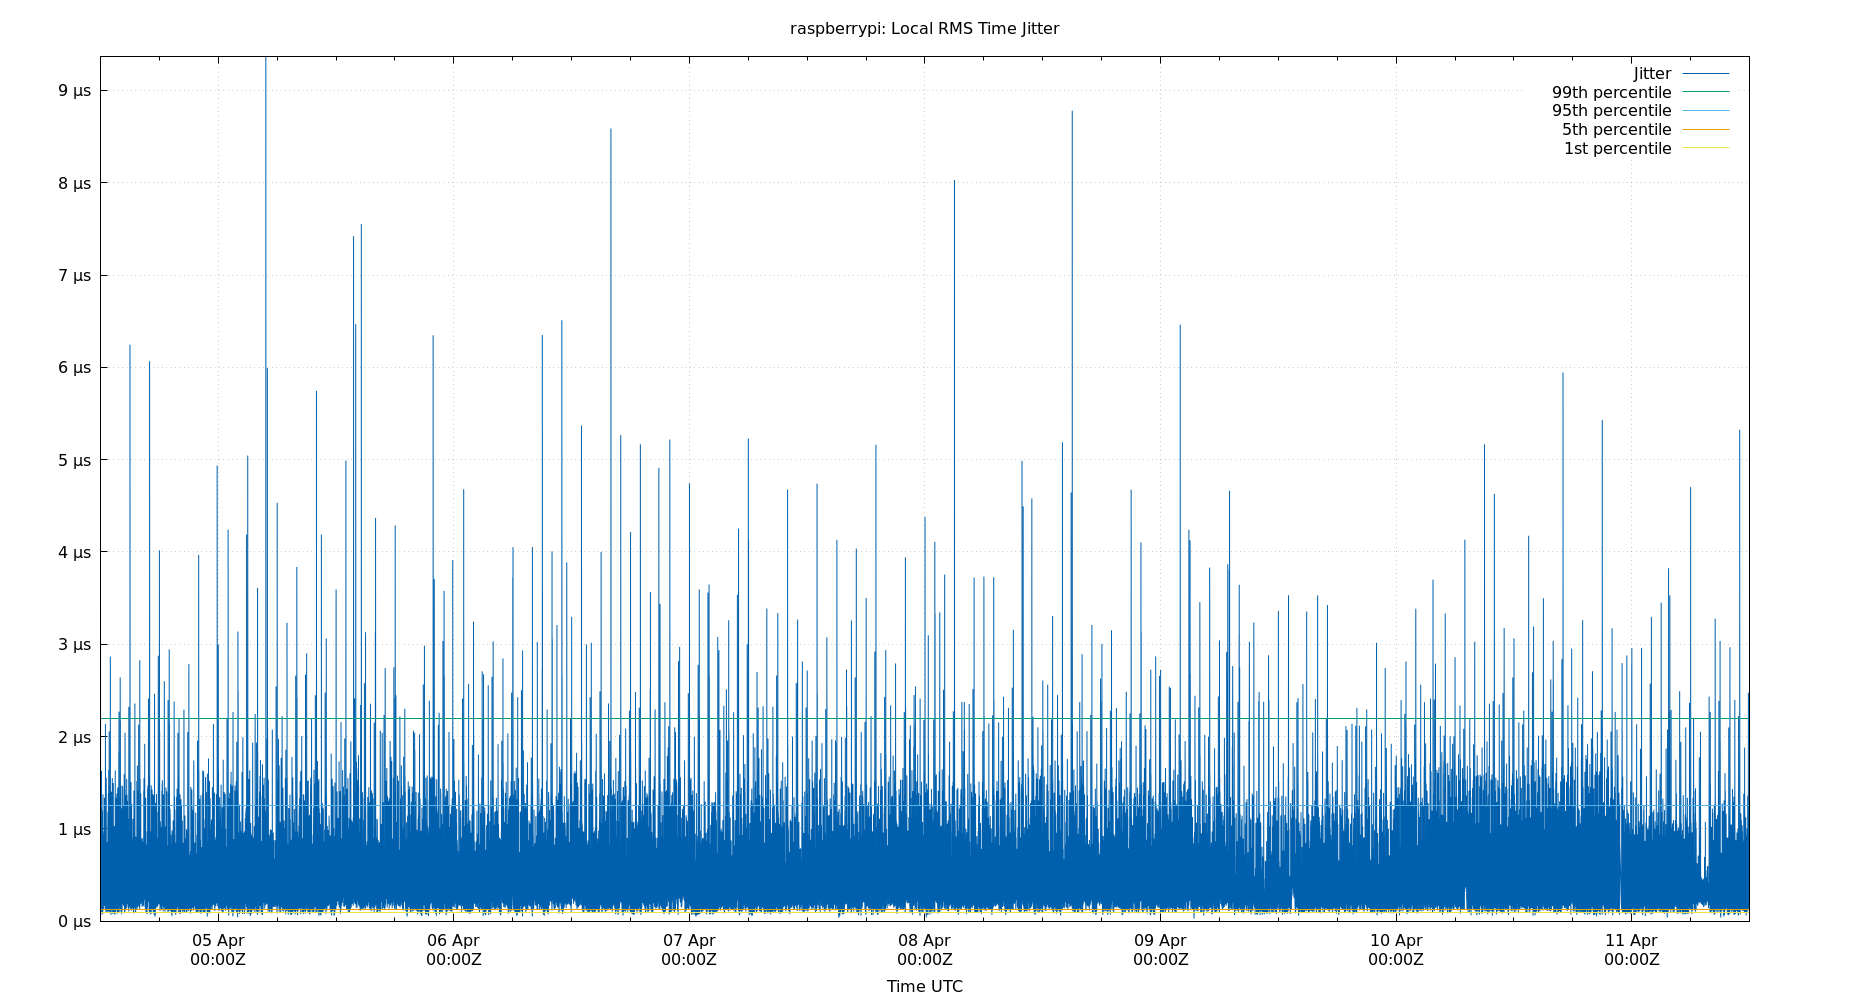 raspberrypi: Local RMS Time Jitter
Jitter
99th percentile
95th percentile
5th percentile
1st percentile
9 µs
8 µs
7 µs
6 µs
5 µs
4 µs
3 µs
2 µs
1 µs
0 µs
05 Apr 06 Apr 07 Apr 08 Apr 09 Apr 10 Apr 11 Apr
00:00Z 00:00Z 00:00Z 00:00Z 00:00Z 00:00Z 00:00Z
Time UTC